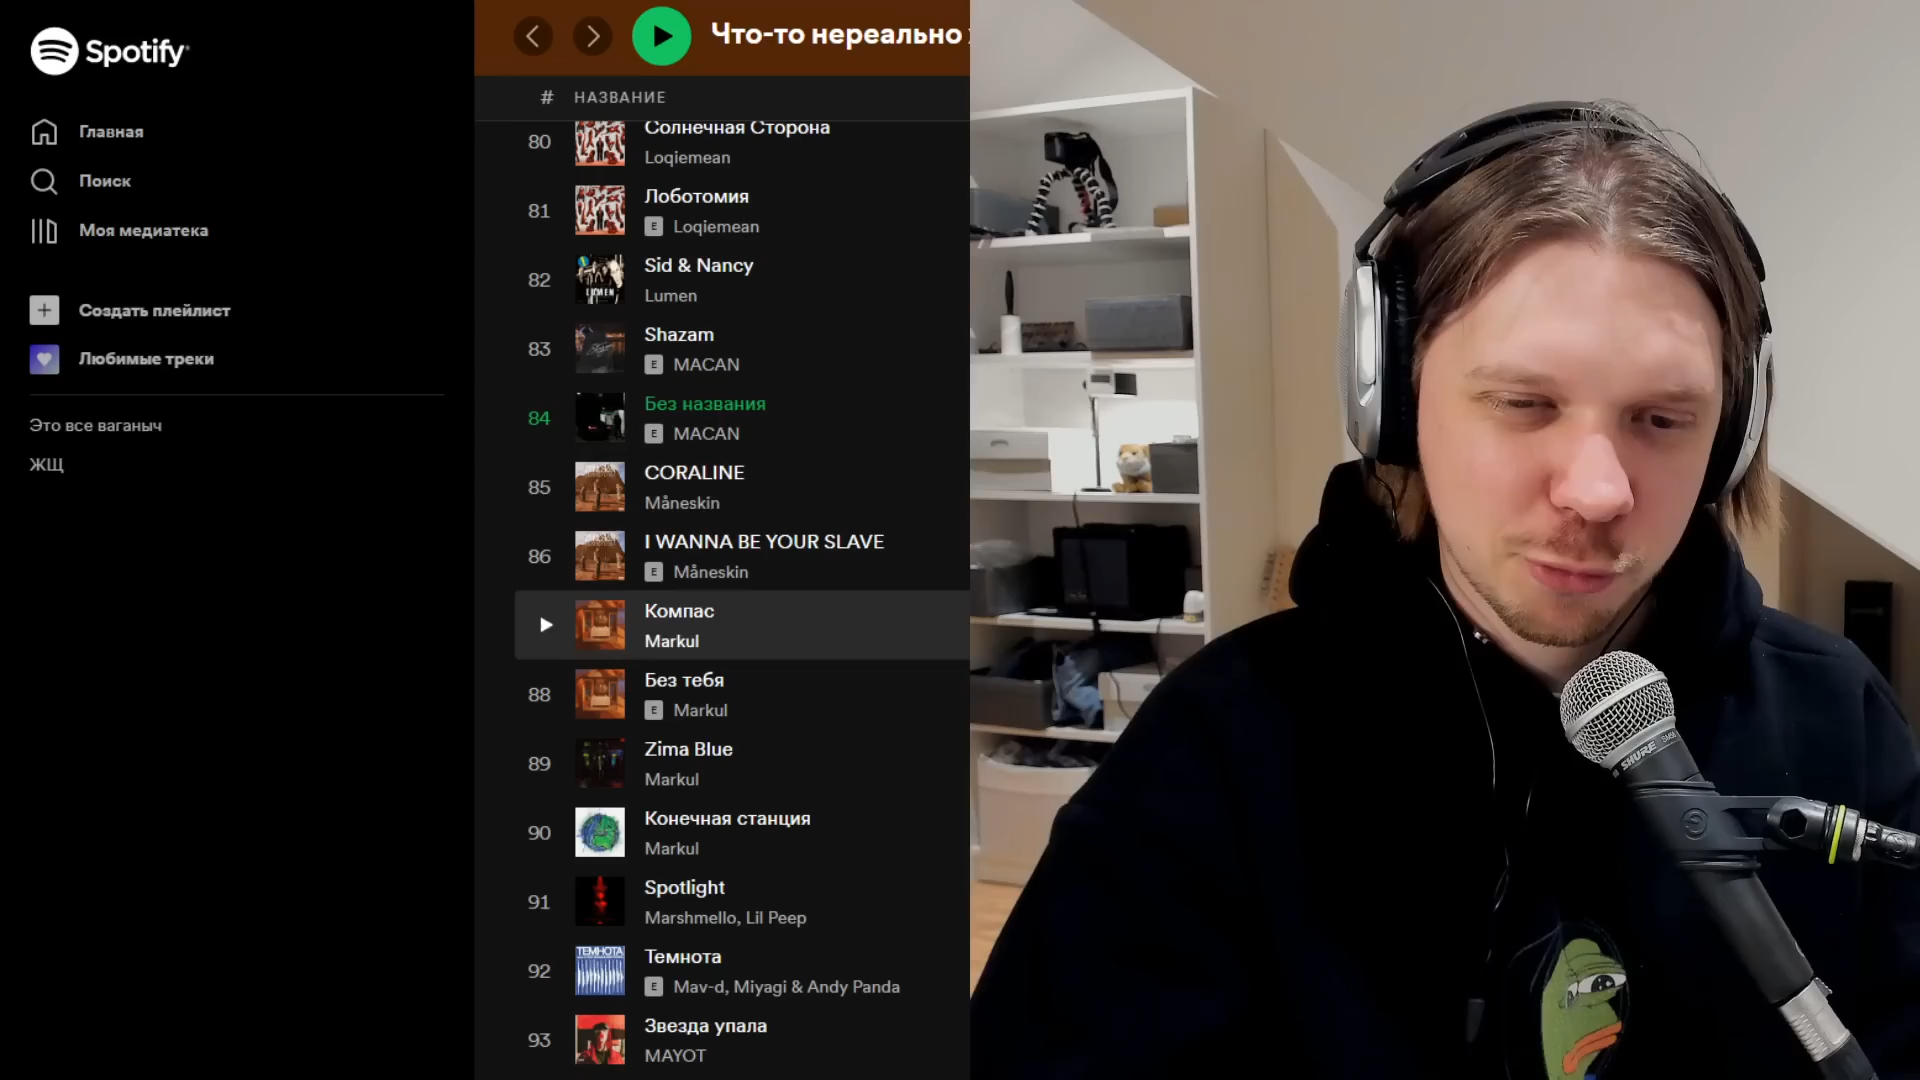 Spotify
Главная
Поиск
Моя медиатека
Создать плейлист
Любимые треки
Это все ваганыч
ЖЩ
Что-то нереально
# НАЗВАНИЕ
80 Солнечная Сторона
Loqiemean
81 Лоботомия
E Loqiemean
82 Sid & Nancy
Lumen
83 Shazam
E MACAN
84 Без названия
E MACAN
85 CORALINE
Måneskin
86 I WANNA BE YOUR SLAVE
E Måneskin
Компас
Markul
88 Без тебя
E Markul
89 Zima Blue
Markul
90 Конечная станция
Markul
91 Spotlight
Marshmello, Lil Peep
92 Темнота
E Mav-d, Miyagi & Andy Panda
93 Звезда упала
MAYOT
ТЕМНОТА
LUMEN
SHURE